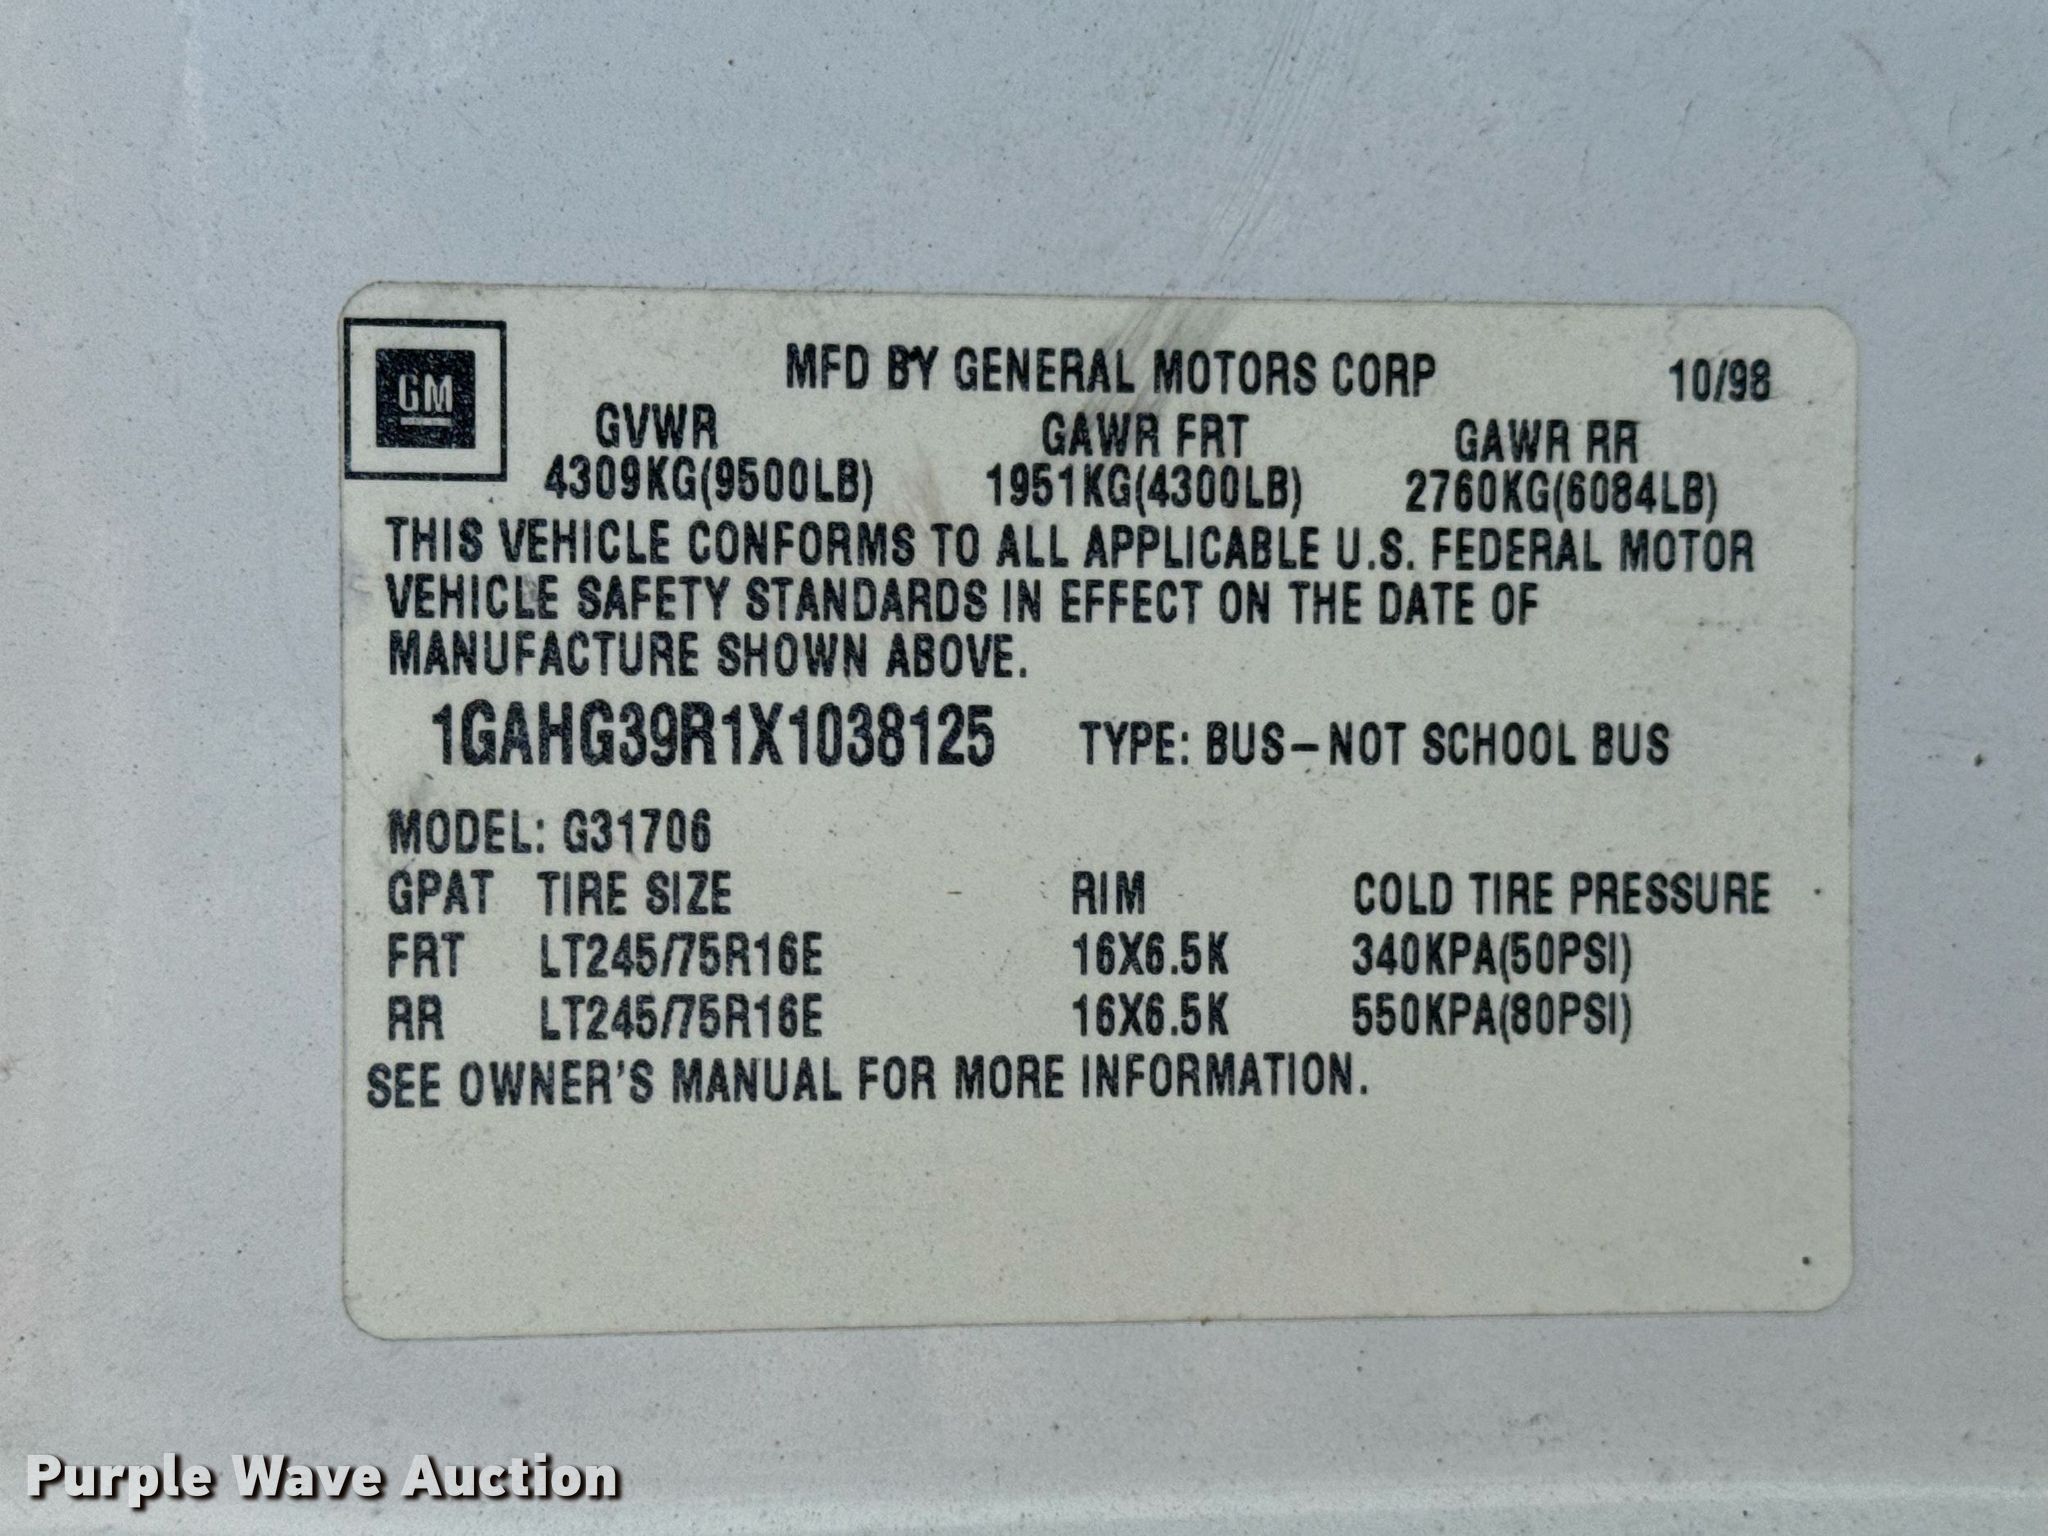 GM
MFD BY GENERAL MOTORS CORP 10/98
GVWR GAWR FRT GAWR RR
4309KG(9500LB) 1951KG(4300LB) 2760KG(6084LB)
THIS VEHICLE CONFORMS TO ALL APPLICABLE U.S. FEDERAL MOTOR
VEHICLE SAFETY STANDARDS IN EFFECT ON THE DATE OF
MANUFACTURE SHOWN ABOVE.
1GAHG39R1X1038125 TYPE: BUS-NOT SCHOOL BUS
MODEL: G31706
GPAT TIRE SIZE RIM COLD TIRE PRESSURE
FRT LT245/75R16E 16X6.5K 340KPA(50PSI)
RR LT245/75R16E 16X6.5K 550KPA(80PSI)
SEE OWNER'S MANUAL FOR MORE INFORMATION.
Purple Wave Auction